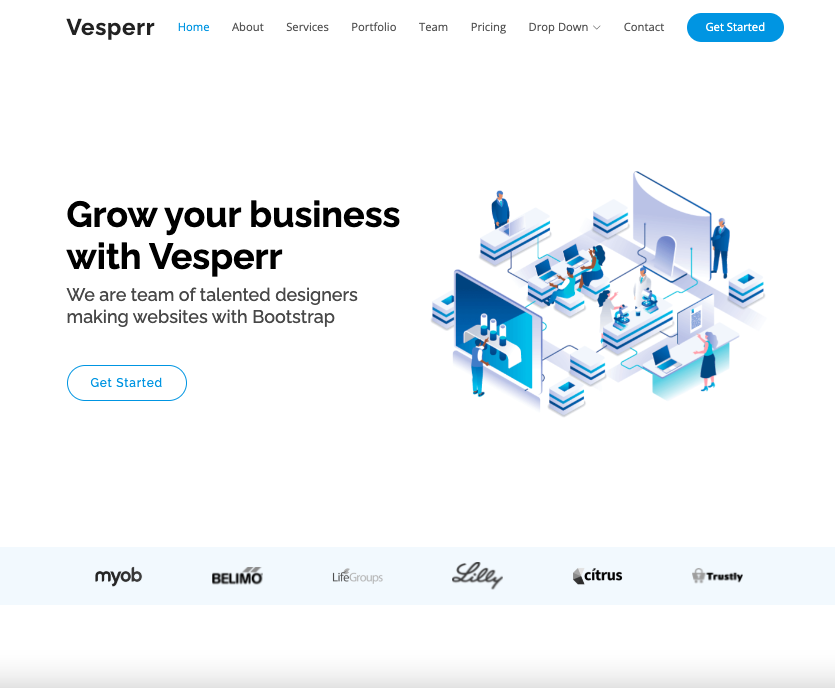 Vesperr Home About Services Portfolio Team Pricing Drop Down Contact Get Started
Grow your business
with Vesperr
We are team of talented designers
making websites with Bootstrap
Get Started
myob BELIMO LifeGroups Lilly citrus Trustly